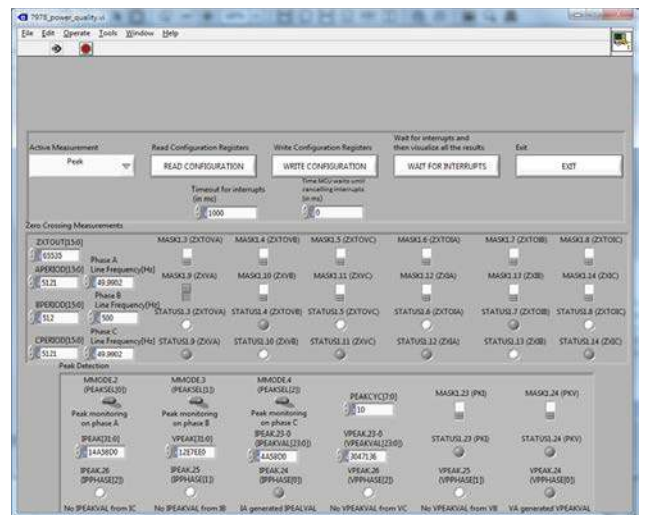 7978_power_quality.vi
File Edit Operate Tools Window Help
Active Measurement
Peak
Read Configuration Registers
READ CONFIGURATION
Write Configuration Registers
WRITE CONFIGURATION
Wait for interrupts and
then visualize all the results
WAIT FOR INTERRUPTS
Exit
EXIT
Timeout for interrupts
(in ms)
1000
Time MCU waits until
cancelling interrupts
(in ms)
0
Zero Crossing Measurements
ZXTOUT[15:0] MASK1.3 (ZXTOVA) MASK1.4 (ZXTOVB) MASK1.5 (ZXTOVC) MASK1.6 (ZXTOIA) MASK1.7 (ZXTOIB) MASK1.8 (ZXTOIC)
65535
Phase A
APERIOD[15:0] Line Frequency[Hz] MASK1.9 (ZXVA) MASK1.10 (ZXVB) MASK1.11 (ZXVC) MASK1.12 (ZXIA) MASK1.13 (ZXIB) MASK1.14 (ZXIC)
5121 49.9902
Phase B
BPERIOD[15:0] Line Frequency[Hz] STATUS1.3 (ZXTOVA) STATUS1.4 (ZXTOVB) STATUS1.5 (ZXTOVC) STATUS1.6 (ZXTOIA) STATUS1.7 (ZXTOIB) STATUS1.8 (ZXTOIC)
512 500
Phase C
CPERIOD[15:0] Line Frequency[Hz] STATUS1.9 (ZXVA) STATUS1.10 (ZXVB) STATUS1.11 (ZXVC) STATUS1.12 (ZXIA) STATUS1.13 (ZXIB) STATUS1.14 (ZXIC)
5121 49.9902
Peak Detection
MMODE.2
(PEAKSEL[0])
MMODE.3
(PEAKSEL[1])
MMODE.4
(PEAKSEL[2])
PEAKCYC[7:0]
10
MASK1.23 (PKI)
MASK1.24 (PKV)
Peak monitoring
on phase A
Peak monitoring
on phase B
Peak monitoring
on phase C
IPEAK[31:0]
14A58D0
VPEAK[31:0]
12E7EE0
IPEAK.23-0
(IPEAKVAL[23:0])
4A58D0
VPEAK.23-0
(VPEAKVAL[23:0])
3047136
STATUS1.23 (PKI)
STATUS1.24 (PKV)
IPEAK.26
(IPPHASE[2])
IPEAK.25
(IPPHASE[1])
IPEAK.24
(IPPHASE[0])
VPEAK.26
(VPPHASE[2])
VPEAK.25
(VPPHASE[1])
VPEAK.24
(VPPHASE[0])
No IPEAKVAL from IC No IPEAKVAL from IB IA generated IPEALVAL No VPEAKVAL from VC No VPEAKVAL from VB VA generated VPEAKVAL